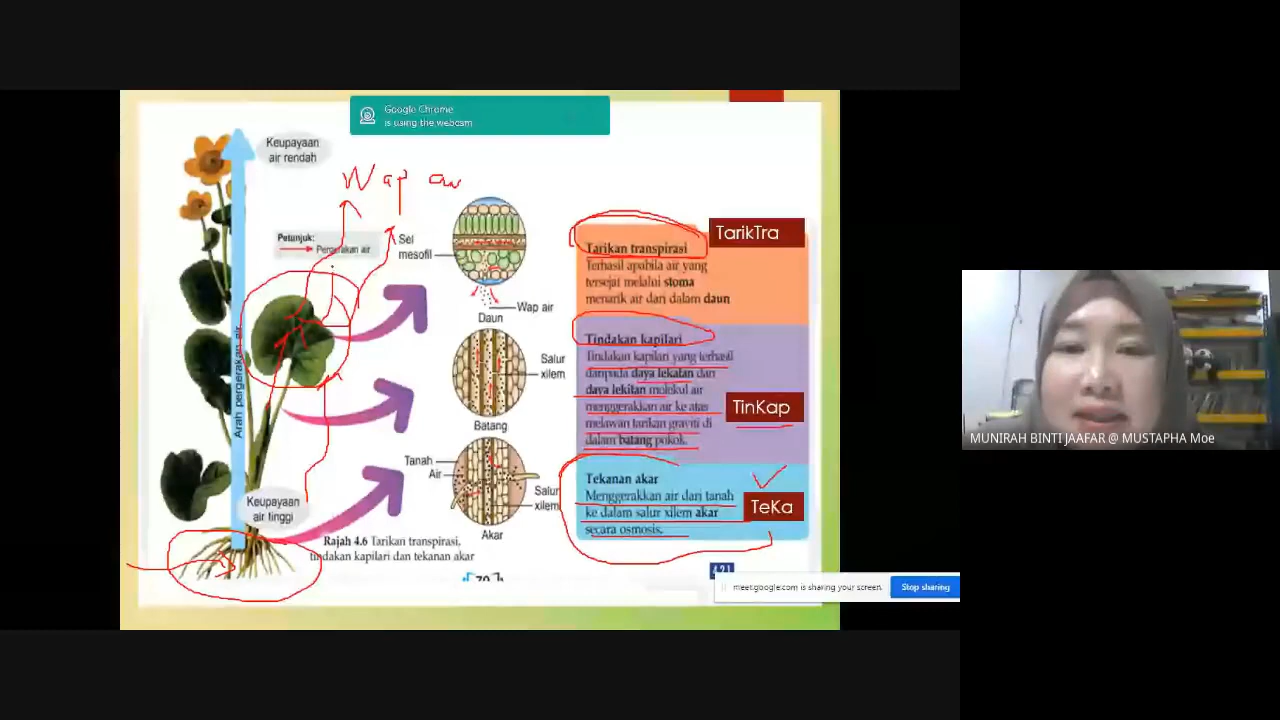 Google Chrome
is using the webcam
Keupayaan
air rendah
Wap
Petunjuk:
Pergerakan air
Arah pergerakan air
Keupayaan
air tinggi
Sel
mesofil
Wap air
Daun
Salur
xilem
Batang
Tanah
Air
Salur
xilem
Akar
Rajah 4.6 Tarikan transpirasi,
tindakan kapilari dan tekanan akar
TarikTra
Tarikan transpirasi
Terhasil apabila air yang
tersejat melalui stoma
menarik air dari dalam daun
Tindakan kapilari
Tindakan kapilari yang terhasil
daripada daya lekatan dan
daya lekitan molekul air
menggerakkan air ke atas
melawan tarikan graviti di
dalam batang pokok.
TinKap
Tekanan akar
Menggerakkan air dari tanah
ke dalam salur xilem akar
secara osmosis.
TeKa
4.2.1
meet.google.com is sharing your screen.
Stop sharing
MUNIRAH BINTI JAAFAR @ MUSTAPHA Moe